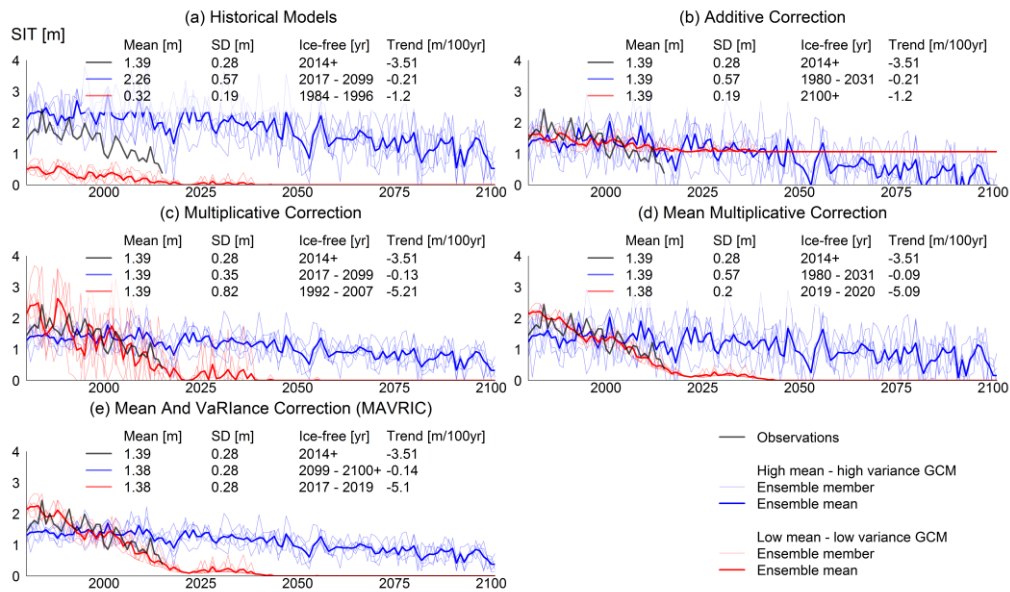 (a) Historical Models
SIT [m]
Mean [m] SD [m] Ice-free [yr] Trend [m/100yr]
1.39 0.28 2014+ -3.51
2.26 0.57 2017 - 2099 -0.21
0.32 0.19 1984 - 1996 -1.2
4
3
2
1
0
2000 2025 2050 2075 2100
(b) Additive Correction
Mean [m] SD [m] Ice-free [yr] Trend [m/100yr]
1.39 0.28 2014+ -3.51
1.39 0.57 1980 - 2031 -0.21
1.39 0.19 2100+ -1.2
4
3
2
1
0
2000 2025 2050 2075 2100
(c) Multiplicative Correction
Mean [m] SD [m] Ice-free [yr] Trend [m/100yr]
1.39 0.28 2014+ -3.51
1.39 0.35 2017 - 2099 -0.13
1.39 0.82 1992 - 2007 -5.21
4
3
2
1
0
2000 2025 2050 2075 2100
(d) Mean Multiplicative Correction
Mean [m] SD [m] Ice-free [yr] Trend [m/100yr]
1.39 0.28 2014+ -3.51
1.39 0.57 1980 - 2031 -0.09
1.38 0.2 2019 - 2020 -5.09
4
3
2
1
0
2000 2025 2050 2075 2100
(e) Mean And VaRIance Correction (MAVRIC)
Mean [m] SD [m] Ice-free [yr] Trend [m/100yr]
1.39 0.28 2014+ -3.51
1.38 0.28 2099 - 2100+ -0.14
1.38 0.28 2017 - 2019 -5.1
4
3
2
1
0
2000 2025 2050 2075 2100
Observations
High mean - high variance GCM
Ensemble member
Ensemble mean
Low mean - low variance GCM
Ensemble member
Ensemble mean